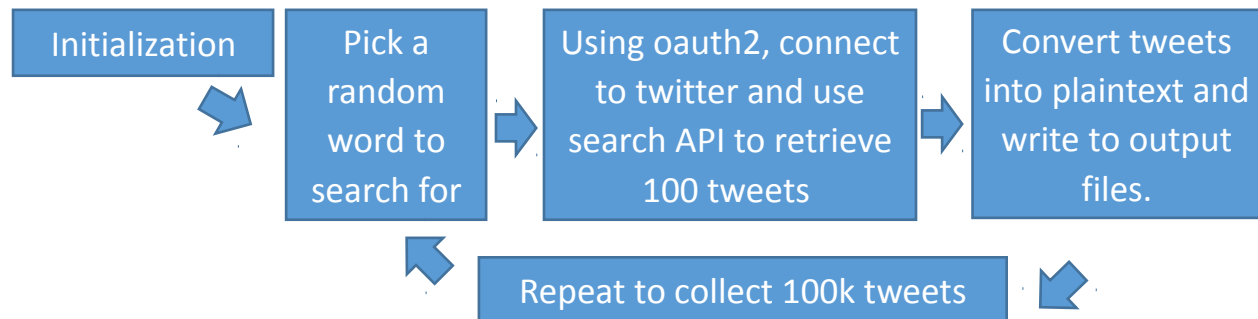 Initialization
Pick a
random
word to
search for
Using oauth2, connect
to twitter and use
search API to retrieve
100 tweets
Convert tweets
into plaintext and
write to output
files.
Repeat to collect 100k tweets